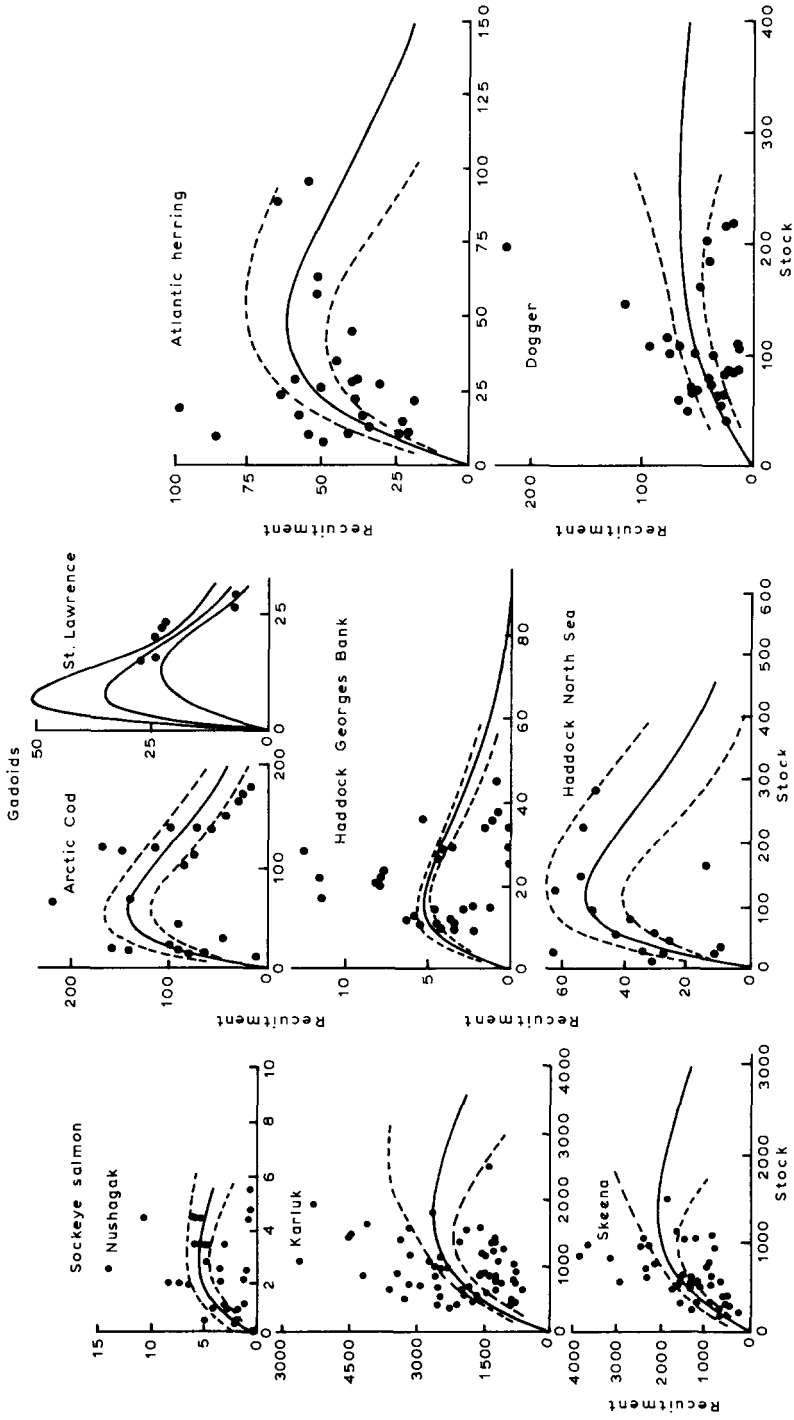 Sockeye salmon
Nushagak
15
10
5
0
0 2 4 6 8 10
Karluk
3000
4500
3000
1500
0
0 1000 2000 3000 4000
Skeena
Recruitment
4000
3000
2000
1000
0
0 1000 2000 3000
Stock
Gadoids
Arctic Cod
Recruitment
200
100
0
0 100 200
St. Lawrence
50
25
0
0 25
Haddock Georges Bank
Recruitment
10
5
0
0 20 40 60 80
Haddock North Sea
Recruitment
60
40
20
0
0 100 200 300 400 500 600
Stock
Atlantic herring
Recruitment
100
75
50
25
0
0 25 50 75 100 125 150
Dogger
Recruitment
200
100
0
0 100 200 300 400
Stock